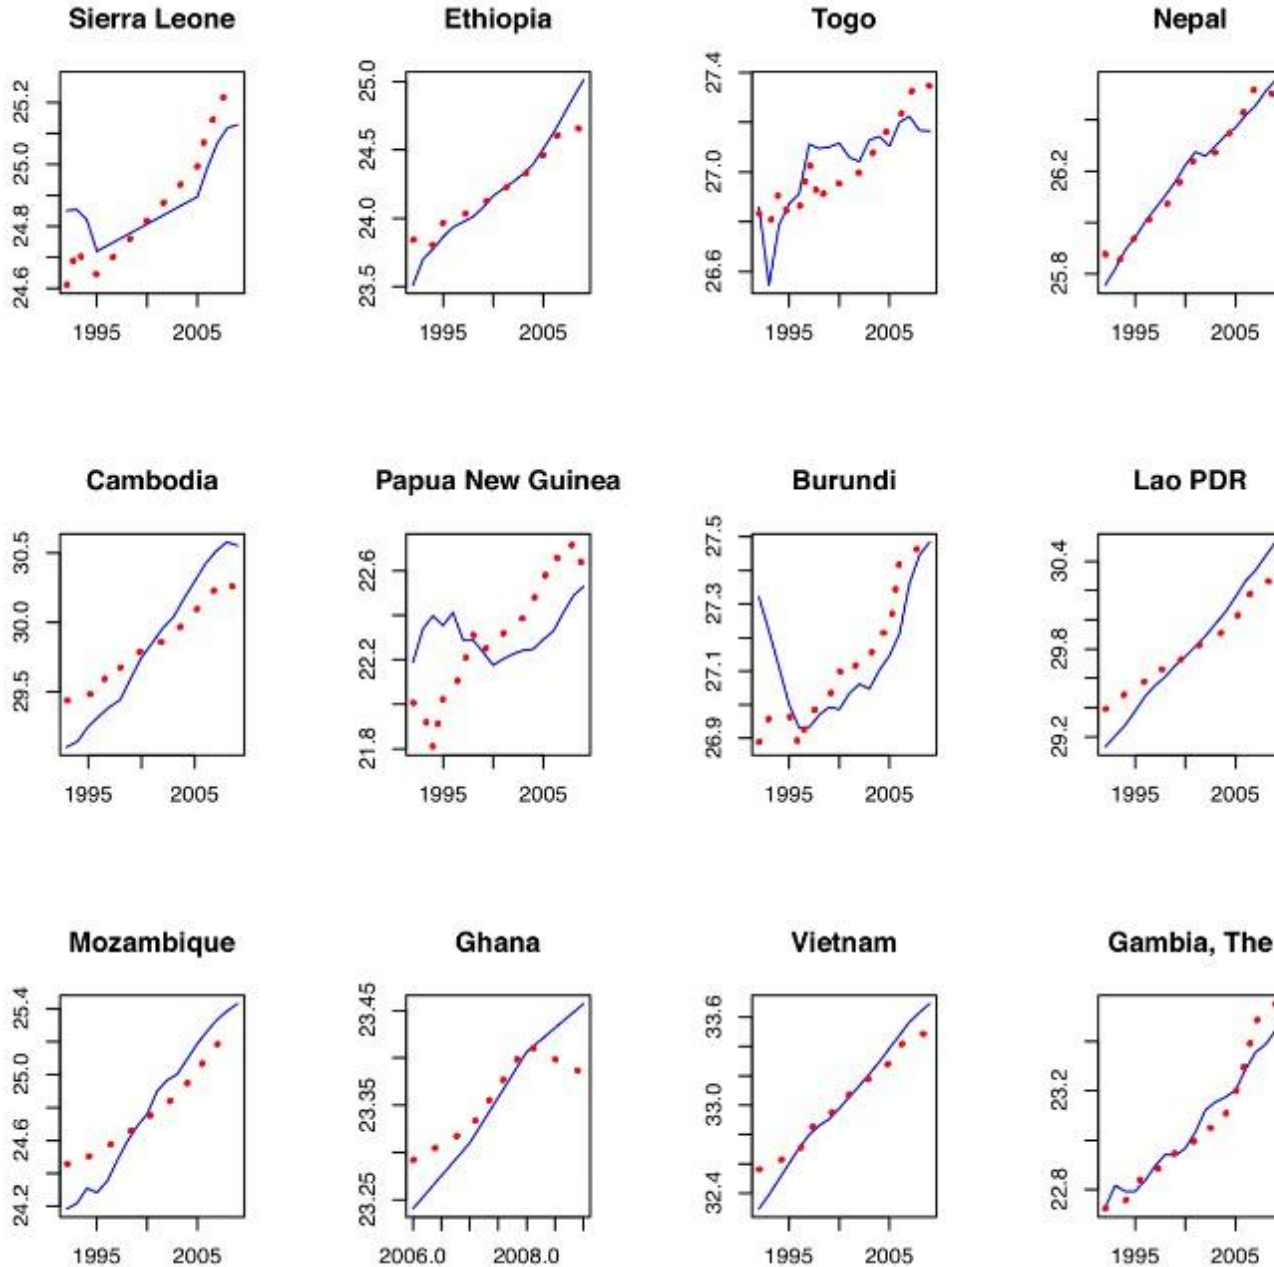 Sierra Leone Ethiopia Togo Nepal
24.6 24.8 25.0 25.2
1995 2005
23.5 24.0 24.5 25.0
1995 2005
26.6 27.0 27.4
1995 2005
25.8 26.2
1995 2005
Cambodia Papua New Guinea Burundi Lao PDR
29.5 30.0 30.5
1995 2005
21.8 22.2 22.6
1995 2005
26.9 27.1 27.3 27.5
1995 2005
29.2 29.8 30.4
1995 2005
Mozambique Ghana Vietnam Gambia, The
24.2 24.6 25.0 25.4
1995 2005
23.25 23.35 23.45
2006.0 2008.0
32.4 33.0 33.6
1995 2005
22.8 23.2
1995 2005